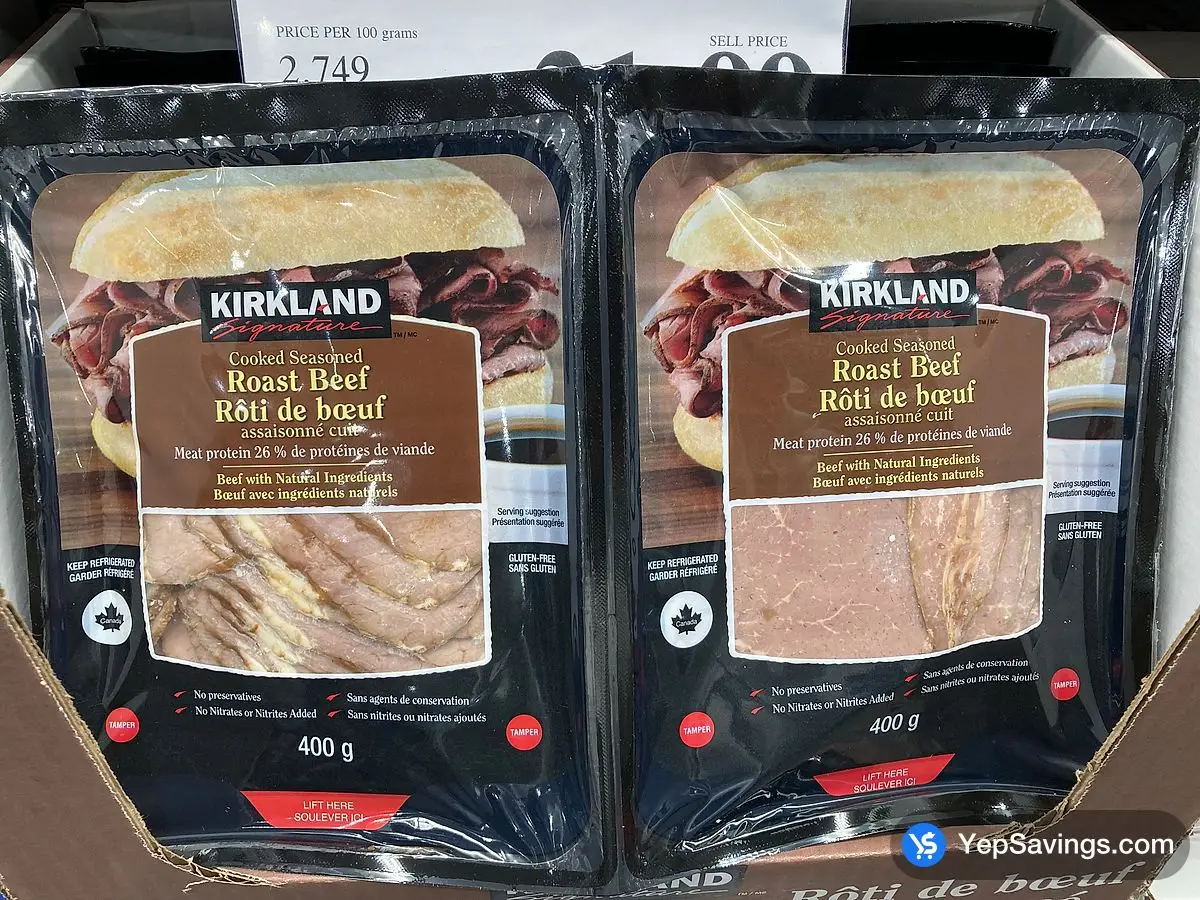 PRICE PER 100 grams
2.749
SELL PRICE
KIRKLAND
Signature
TM / MC
Cooked Seasoned
Roast Beef
Rôti de bœuf
assaisonné cuit
Meat protein 26 % de protéines de viande
Beef with Natural Ingredients
Bœuf avec ingrédients naturels
Serving suggestion
Présentation suggérée
KEEP REFRIGERATED
GARDER RÉFRIGÉRÉ
GLUTEN-FREE
SANS GLUTEN
Canada
No preservatives
Sans agents de conservation
No Nitrates or Nitrites Added
Sans nitrites ou nitrates ajoutés
TAMPER
TAMPER
400 g
LIFT HERE
SOULEVER ICI
KIRKLAND
Signature
TM / MC
Cooked Seasoned
Roast Beef
Rôti de bœuf
assaisonné cuit
Meat protein 26 % de protéines de viande
Beef with Natural Ingredients
Bœuf avec ingrédients naturels
Serving suggestion
Présentation suggérée
KEEP REFRIGERATED
GARDER RÉFRIGÉRÉ
GLUTEN-FREE
SANS GLUTEN
Canada
No preservatives
Sans agents de conservation
No Nitrates or Nitrites Added
Sans nitrites ou nitrates ajoutés
TAMPER
TAMPER
400 g
LIFT HERE
SOULEVER ICI
YepSavings.com
Rôti de bœuf